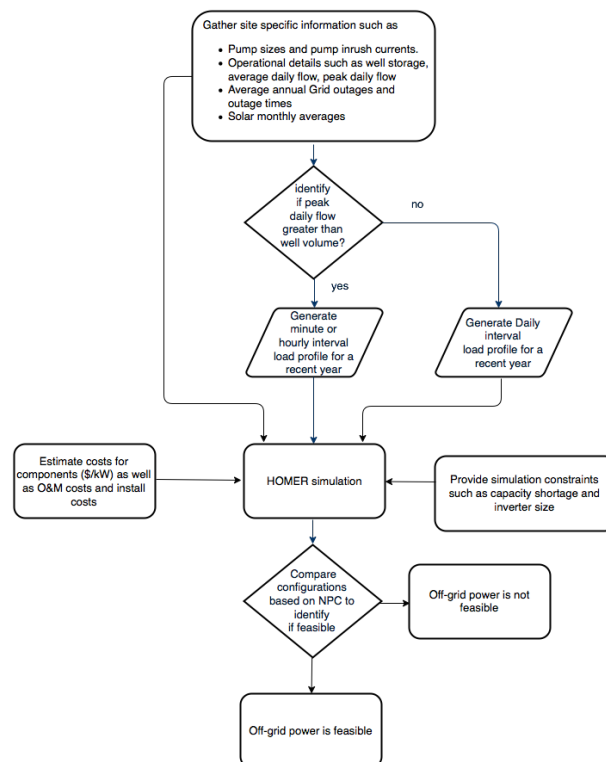 Gather site specific information such as
• Pump sizes and pump inrush currents.
• Operational details such as well storage,
average daily flow, peak daily flow
• Average annual Grid outages and
outage times
• Solar monthly averages
identify
if peak
daily flow
greater than
well volume?
no
yes
Generate
minute or
hourly interval
load profile for a
recent year
Generate Daily
interval
load profile for a
recent year
Estimate costs for
components ($/kW) as well
as O&M costs and install
costs
HOMER simulation
Provide simulation constraints
such as capacity shortage and
inverter size
Compare
configurations
based on NPC to
identify
if feasible
Off-grid power is not
feasible
Off-grid power is feasible